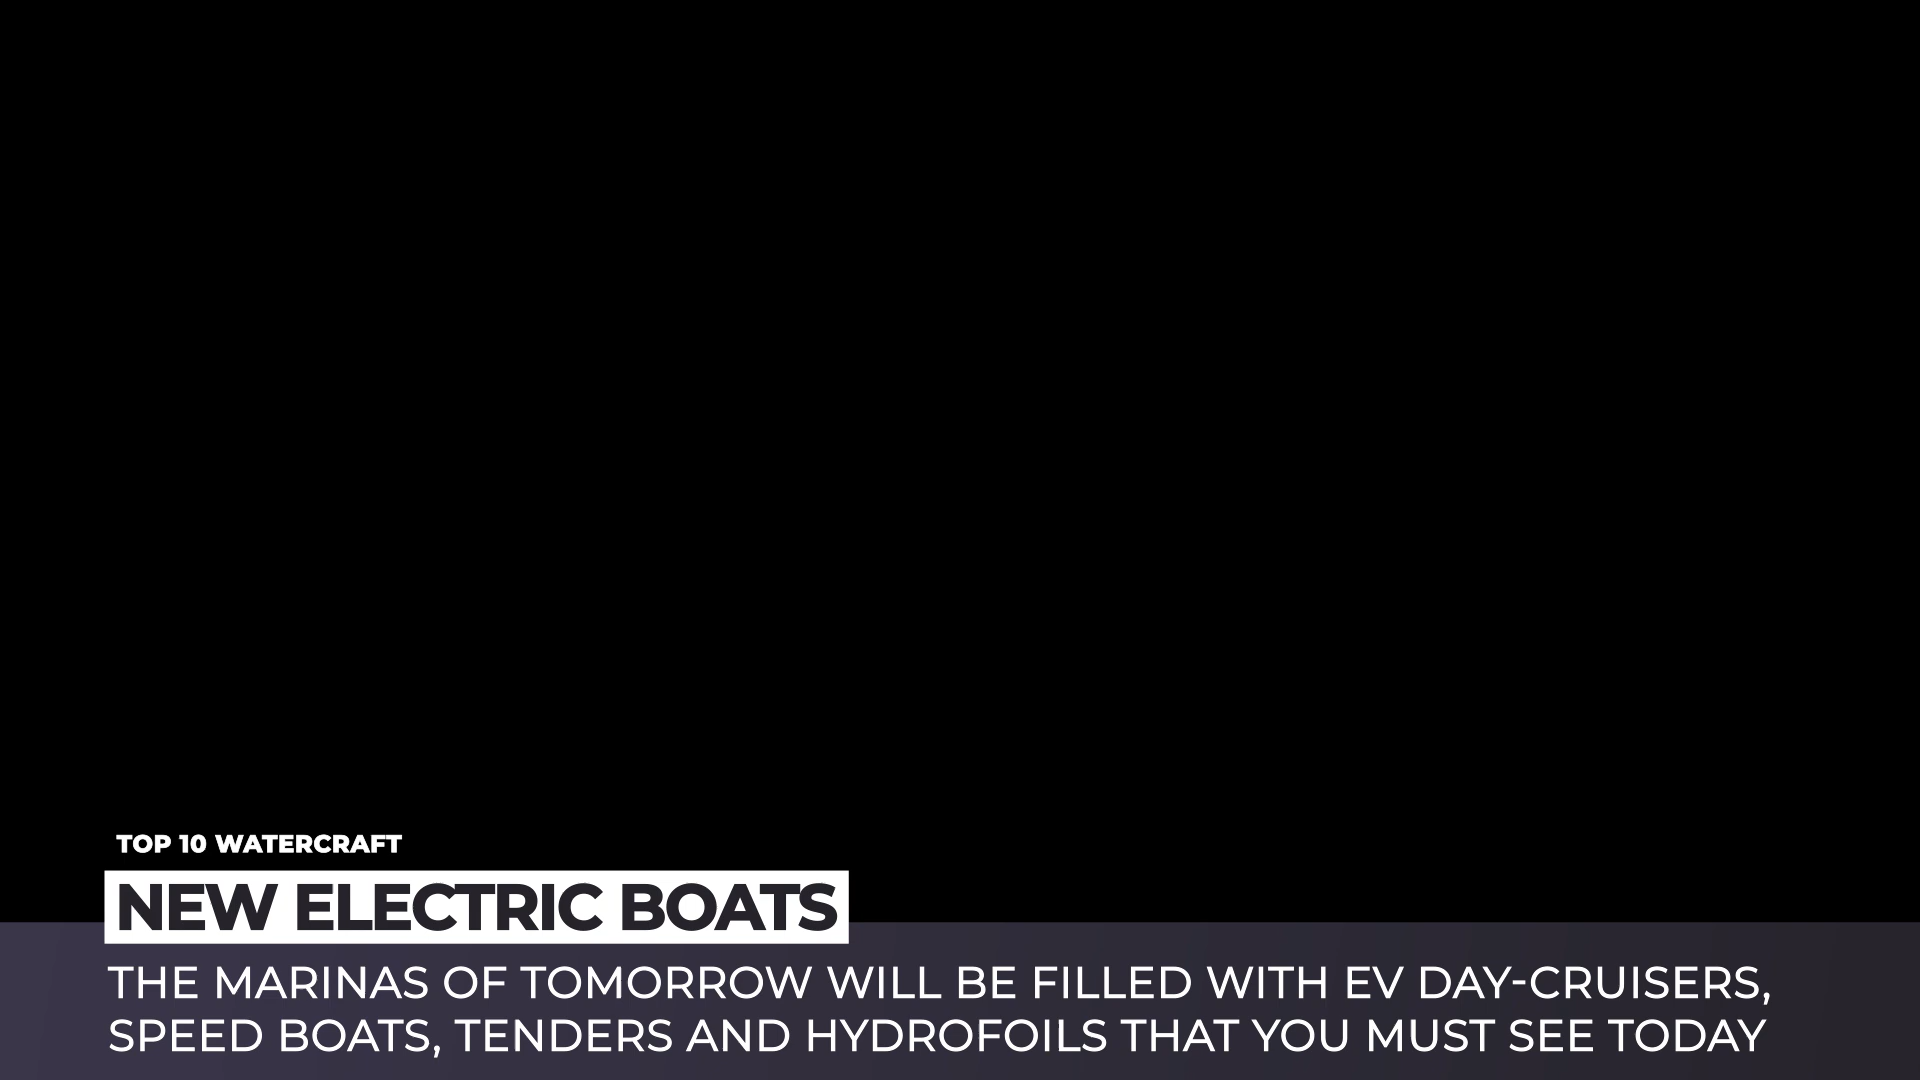 TOP 10 WATERCRAFT
NEW ELECTRIC BOATS
THE MARINAS OF TOMORROW WILL BE FILLED WITH EV DAY-CRUISERS,
SPEED BOATS, TENDERS AND HYDROFOILS THAT YOU MUST SEE TODAY